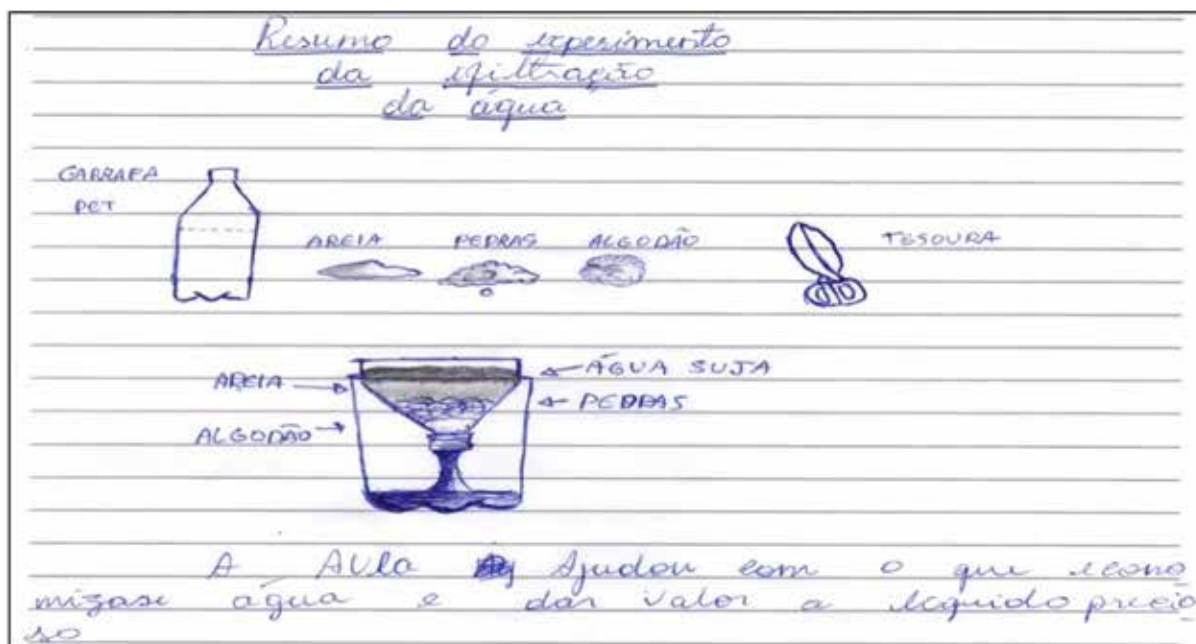 Resumo do experimento
da efiltração
da água
GARRAFA
PET
AREIA PEDRAS ALGODÃO TESOURA
AREIA ÁGUA SUJA
ALGODÃO PEDRAS
A AULA Ajudou com o que econo
mizase água e dar valor a lequido precio
so